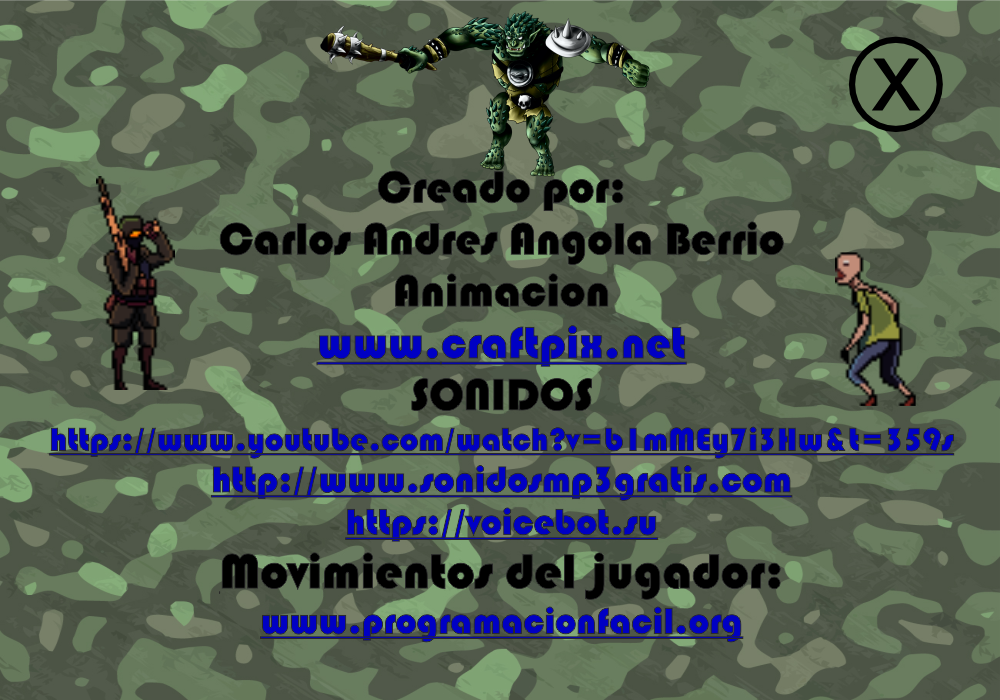 X
Creado por:
Carlos Andres Angola Berrio
Animacion
www.craftpix.net
SONIDOS
https://www.youtube.com/watch?v=b1mMEy7i3Hw&t=359s
http://www.sonidosmp3gratis.com
https://voicebot.su
Movimientos del jugador:
www.programacionfacil.org